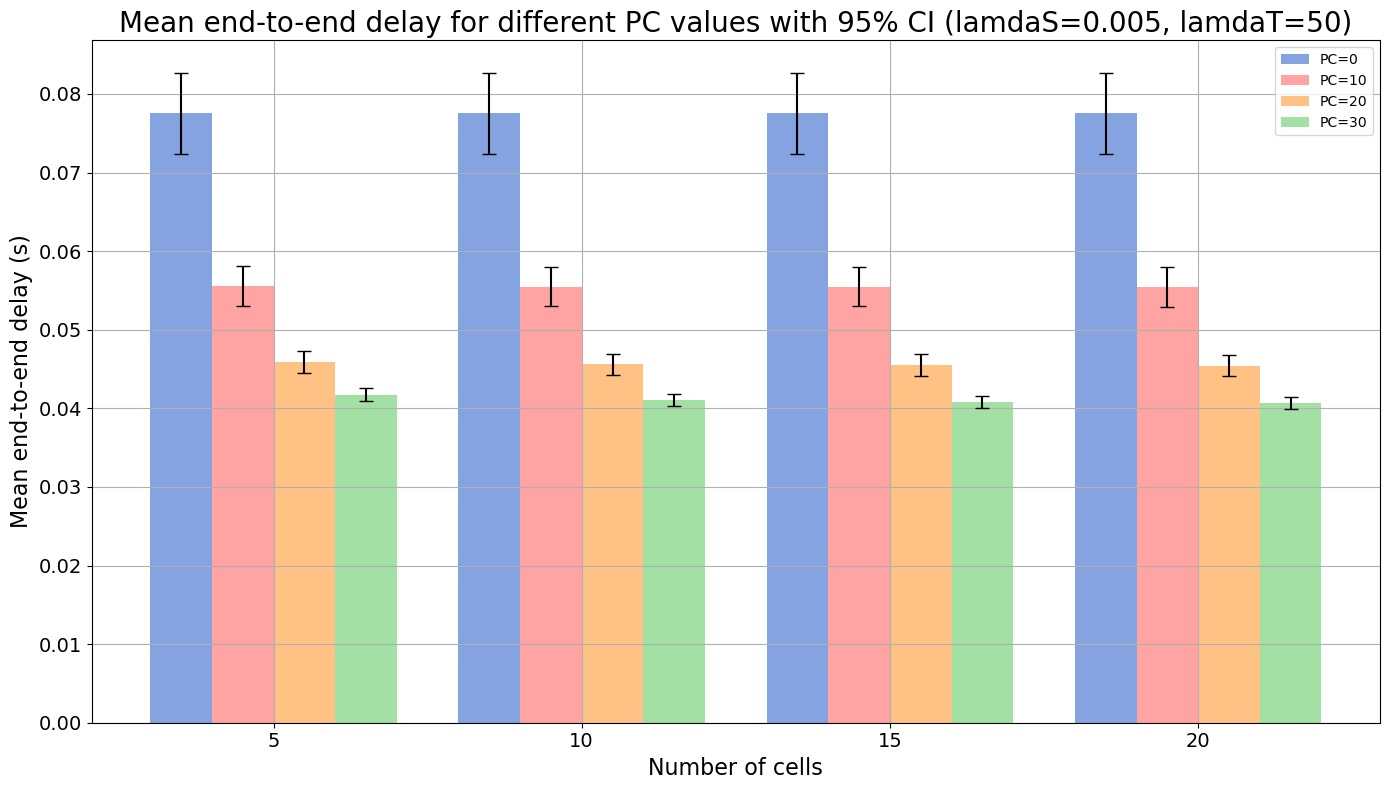 Mean end-to-end delay for different PC values with 95% CI (lamdaS=0.005, lamdaT=50)
PC=0
PC=10
PC=20
PC=30
Mean end-to-end delay (s)
0.08
0.07
0.06
0.05
0.04
0.03
0.02
0.01
0.00
5
10
15
20
Number of cells